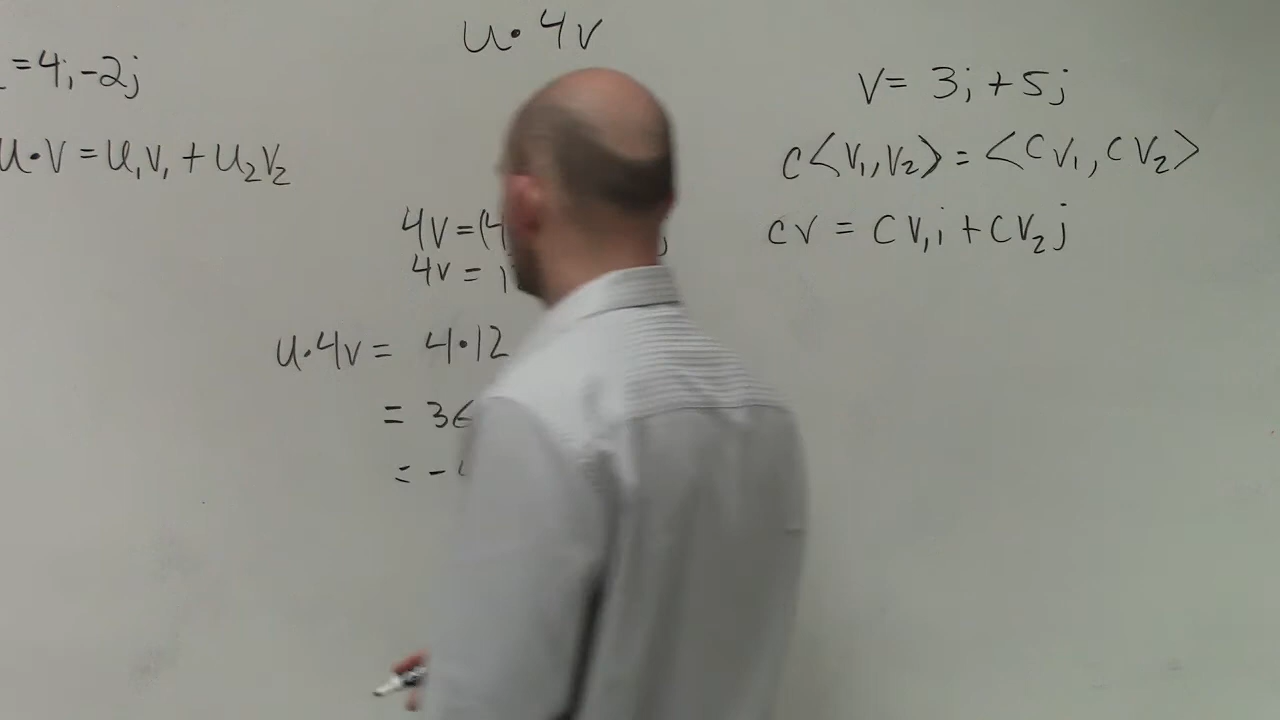 u·4v
=4i-2j
u·v=u₁v₁+u₂v₂
v= 3i+5j
c<v₁,v₂>=<cv₁,cv₂>
cv = cv₁i+cv₂j
4v=(4
4v=
u·4v= 4·12
= 36
= -